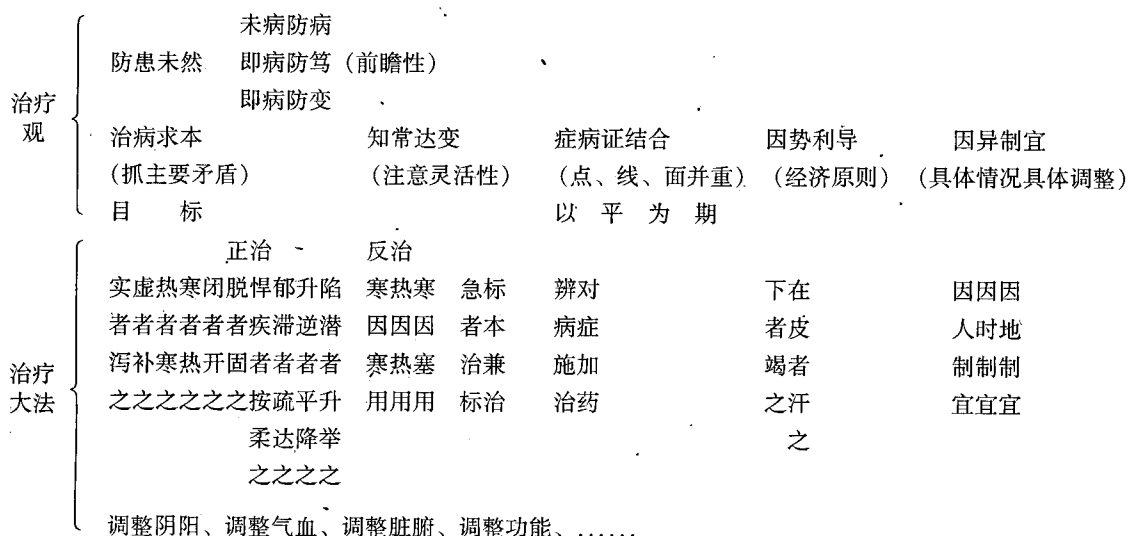 未病防病
防患未然 即病防笃 (前瞻性)
即病防变
治疗观
治病求本 知常达变 症病证结合 因势利导 因异制宜
(抓主要矛盾) (注意灵活性) (点、线、面并重) (经济原则) (具体情况具体调整)
目 标 以 平 为 期
正治 反治
实虚热寒闭脱悍郁升陷 寒热寒 急标 辨对 下在 因因因
者者者者者者疾滞逆潜 因因因 者本 病症 者皮 人时地
泻补寒热开固者者者者 寒热塞 治兼 施加 竭者 制制制
治疗大法
之之之之之之按疏平升 用用用 标治 治药 之汗 宜宜宜
柔达降举 之
之之之之
调整阴阳、调整气血、调整脏腑、调整功能、……